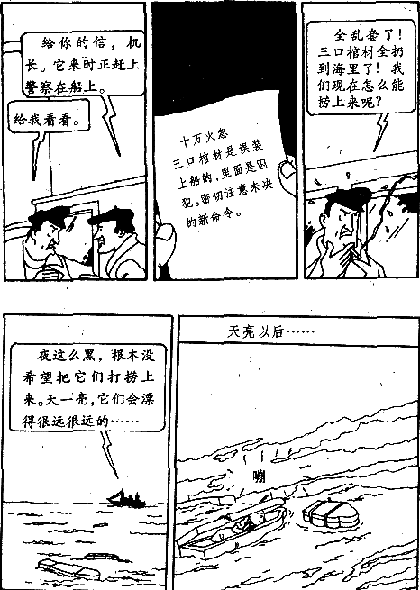 给你的信，机
长，它来时正赶上
警察在船上。
给我看看。
十万火急
三口棺材是误装
上船的，里面是囚
犯，密切注意未决
的新命令。
全乱套了！
三口棺材全扔
到海里了！我
们现在怎么能
捞上来呢？
夜这么黑，根本没
希望把它们打捞上
来。天一亮，它们会漂
得很远很远的……
天亮以后……
嘣